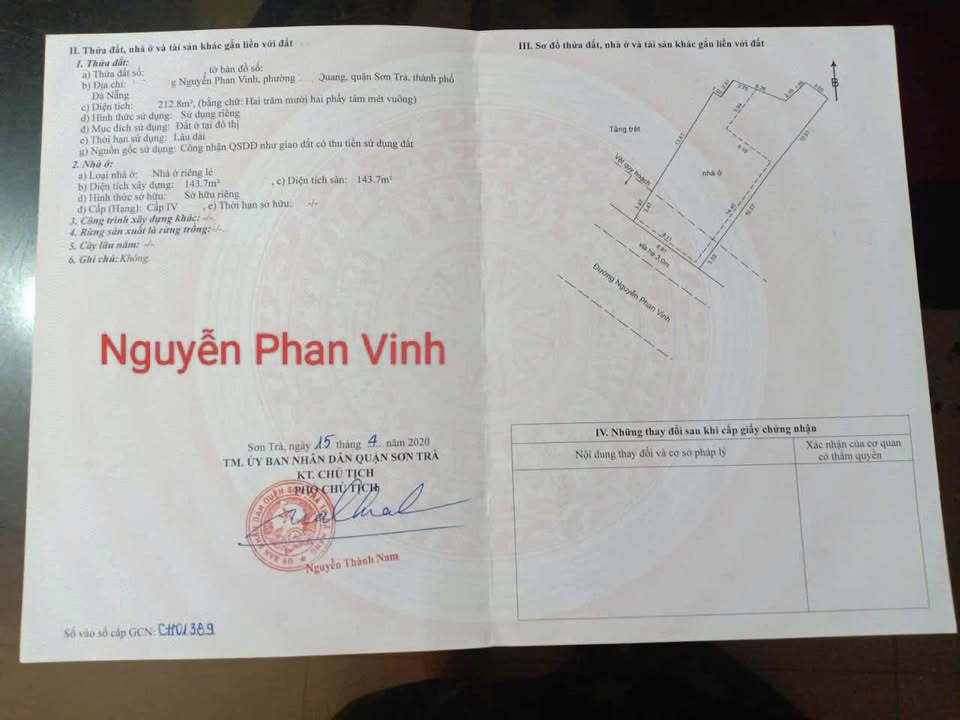 II. Thửa đất, nhà ở và tài sản khác gắn liền với đất
1. Thửa đất:
a) Thửa đất số: , tờ bản đồ số:
b) Địa chỉ: g Nguyễn Phan Vinh, phường Quang, quận Sơn Trà, thành phố
Đà Nẵng
c) Diện tích: 212.8m², (bằng chữ: Hai trăm mười hai phẩy tám mét vuông)
d) Hình thức sử dụng: Sử dụng riêng
đ) Mục đích sử dụng: Đất ở tại đô thị
e) Thời hạn sử dụng: Lâu dài
g) Nguồn gốc sử dụng: Công nhận QSDĐ như giao đất có thu tiền sử dụng đất
2. Nhà ở:
a) Loại nhà ở: Nhà ở riêng lẻ
b) Diện tích xây dựng: 143.7m² , c) Diện tích sàn: 143.7m²
d) Hình thức sở hữu: Sở hữu riêng
đ) Cấp (Hạng): Cấp IV , e) Thời hạn sở hữu: -/-
3. Công trình xây dựng khác: -/-
4. Rừng sản xuất là rừng trồng: -/-
5. Cây lâu năm: -/-
6. Ghi chú: Không.
Nguyễn Phan Vinh
Sơn Trà, ngày 15 tháng 4 năm 2020
TM. ỦY BAN NHÂN DÂN QUẬN SƠN TRÀ
KT. CHỦ TỊCH
PHÓ CHỦ TỊCH
Nguyễn Thành Nam
Số vào sổ cấp GCN: CH01389
III. Sơ đồ thửa đất, nhà ở và tài sản khác gắn liền với đất
B
Tầng trệt
nhà ở
Vệt quy hoạch
vỉa hè 3,0m
Đường Nguyễn Phan Vinh
IV. Những thay đổi sau khi cấp giấy chứng nhận
Nội dung thay đổi và cơ sở pháp lý
Xác nhận của cơ quan
có thẩm quyền